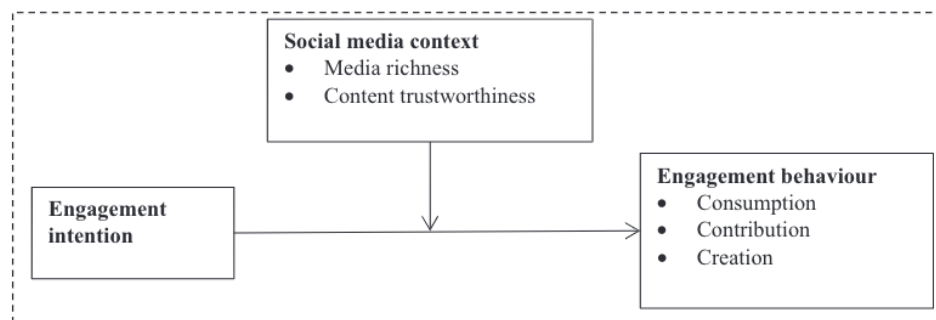 Social media context
• Media richness
• Content trustworthiness
Engagement
intention
Engagement behaviour
• Consumption
• Contribution
• Creation